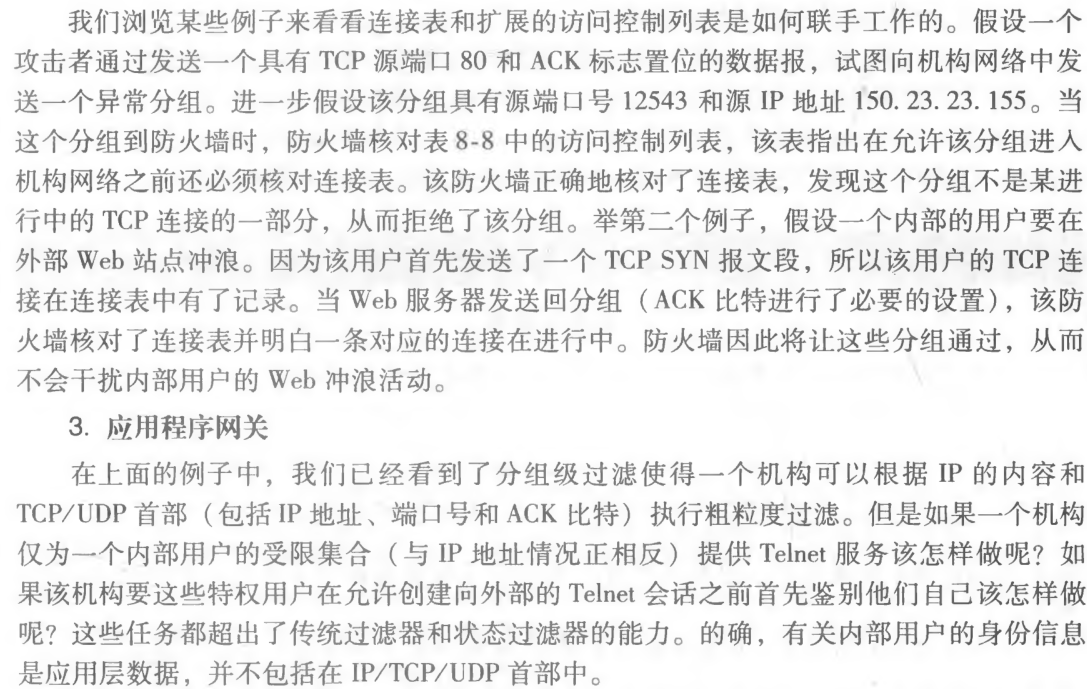 我们浏览某些例子来看看连接表和扩展的访问控制列表是如何联手工作的。假设一个
攻击者通过发送一个具有 TCP 源端口 80 和 ACK 标志置位的数据报，试图向机构网络中发
送一个异常分组。进一步假设该分组具有源端口号 12543 和源 IP 地址 150. 23. 23. 155。当
这个分组到防火墙时，防火墙核对表 8-8 中的访问控制列表，该表指出在允许该分组进入
机构网络之前还必须核对连接表。该防火墙正确地核对了连接表，发现这个分组不是某进
行中的 TCP 连接的一部分，从而拒绝了该分组。举第二个例子，假设一个内部的用户要在
外部 Web 站点冲浪。因为该用户首先发送了一个 TCP SYN 报文段，所以该用户的 TCP 连
接在连接表中有了记录。当 Web 服务器发送回分组（ACK 比特进行了必要的设置），该防
火墙核对了连接表并明白一条对应的连接在进行中。防火墙因此将让这些分组通过，从而
不会干扰内部用户的 Web 冲浪活动。
3. 应用程序网关
在上面的例子中，我们已经看到了分组级过滤使得一个机构可以根据 IP 的内容和
TCP/UDP 首部（包括 IP 地址、端口号和 ACK 比特）执行粗粒度过滤。但是如果一个机构
仅为一个内部用户的受限集合（与 IP 地址情况正相反）提供 Telnet 服务该怎样做呢？如
果该机构要这些特权用户在允许创建向外部的 Telnet 会话之前首先鉴别他们自己该怎样做
呢？这些任务都超出了传统过滤器和状态过滤器的能力。的确，有关内部用户的身份信息
是应用层数据，并不包括在 IP/TCP/UDP 首部中。